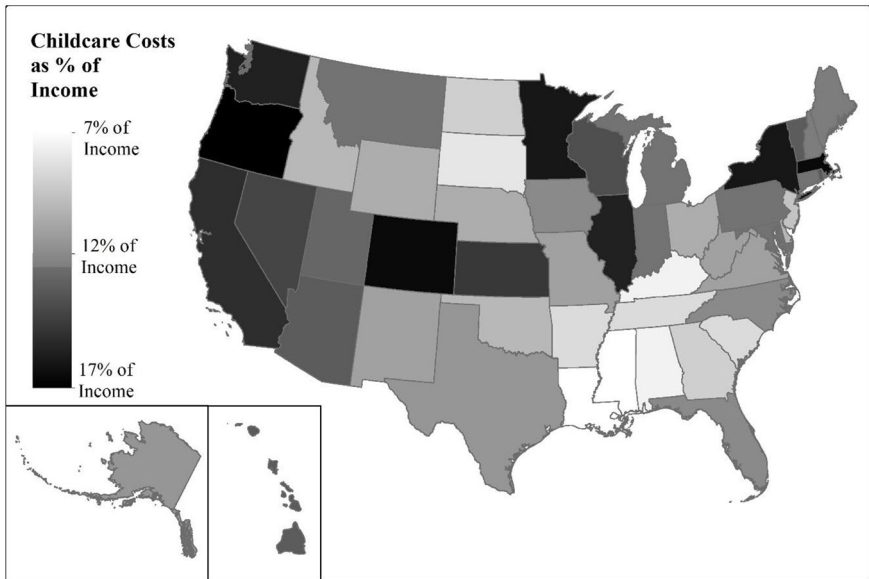 Childcare Costs
as % of
Income
7% of
Income
12% of
Income
17% of
Income